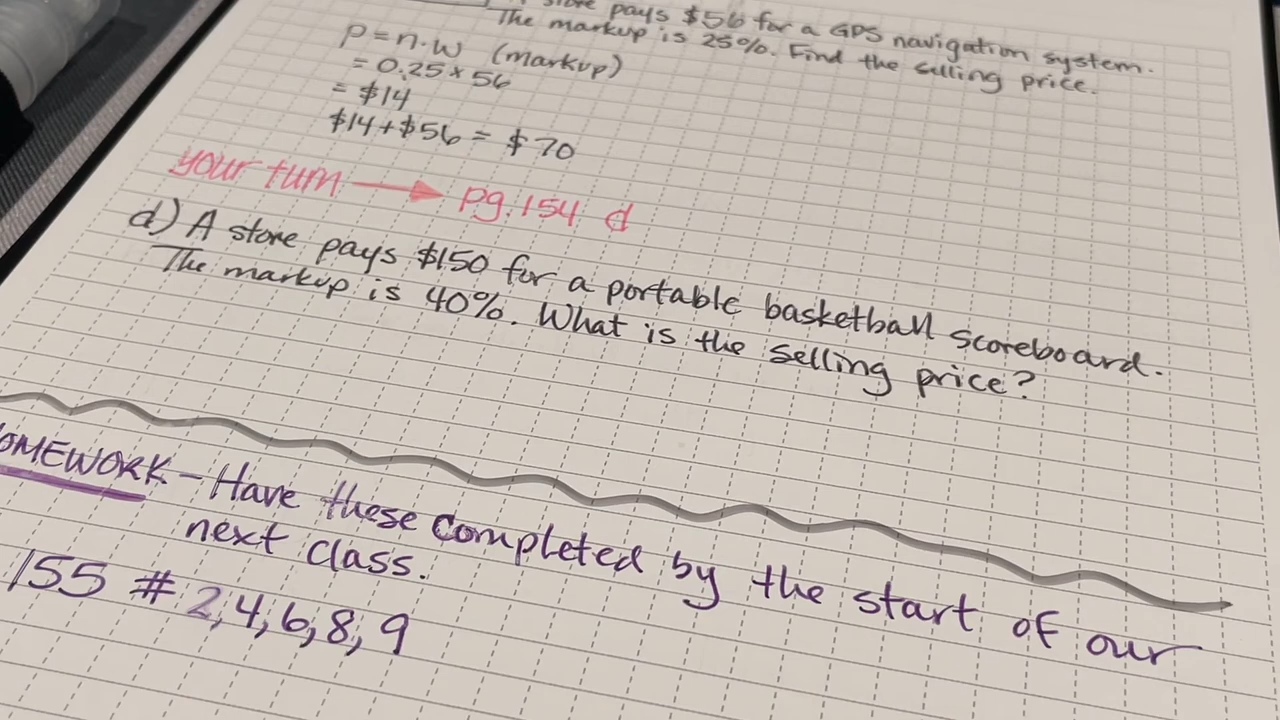 store pays $56 for a GPS navigation system.
The markup is 25%. Find the selling price.
p=n.w (markup)
= 0.25 x 56
= $14
$14+$56 = $70
your turn → pg.154 d
d) A store pays $150 for a portable basketball scoreboard.
The markup is 40%. What is the selling price?
HOMEWORK - Have these completed by the start of our
next class.
155 # 2,4,6,8,9